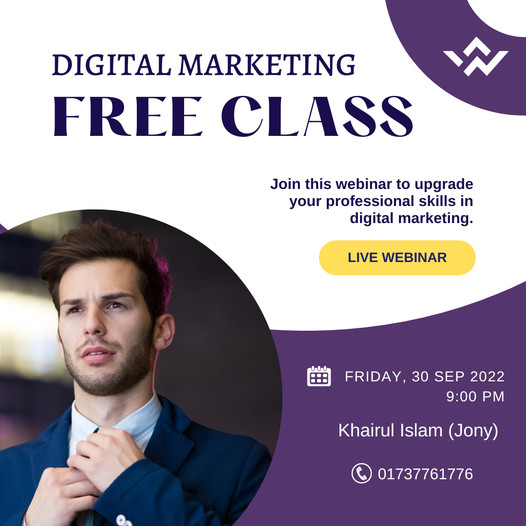 DIGITAL MARKETING
FREE CLASS
Join this webinar to upgrade
your professional skills in
digital marketing.
LIVE WEBINAR
FRIDAY, 30 SEP 2022
9:00 PM
Khairul Islam (Jony)
01737761776